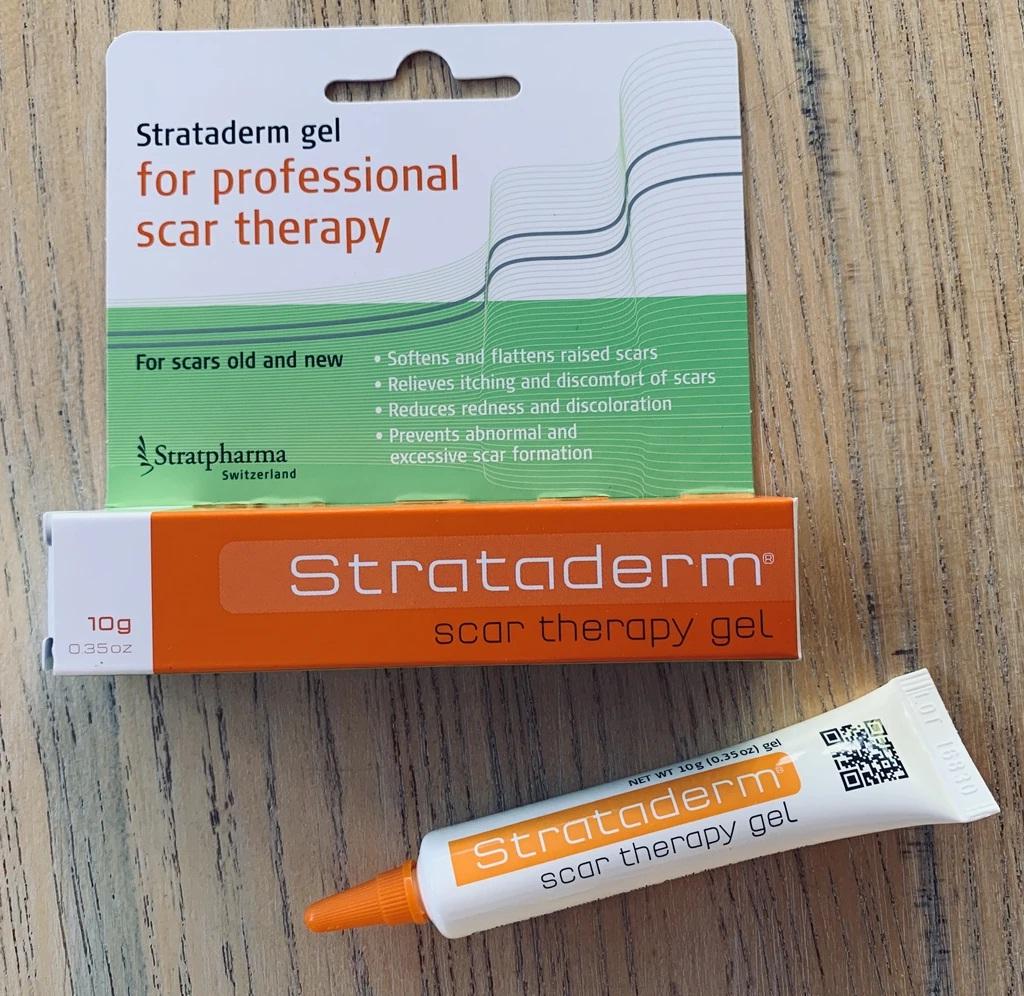 Strataderm gel
for professional
scar therapy
For scars old and new
• Softens and flattens raised scars
• Relieves itching and discomfort of scars
• Reduces redness and discoloration
• Prevents abnormal and
excessive scar formation
Stratpharma
Switzerland
10g
0.35oz
Strataderm®
scar therapy gel
NET WT 10g (0.35oz) gel
Strataderm®
scar therapy gel